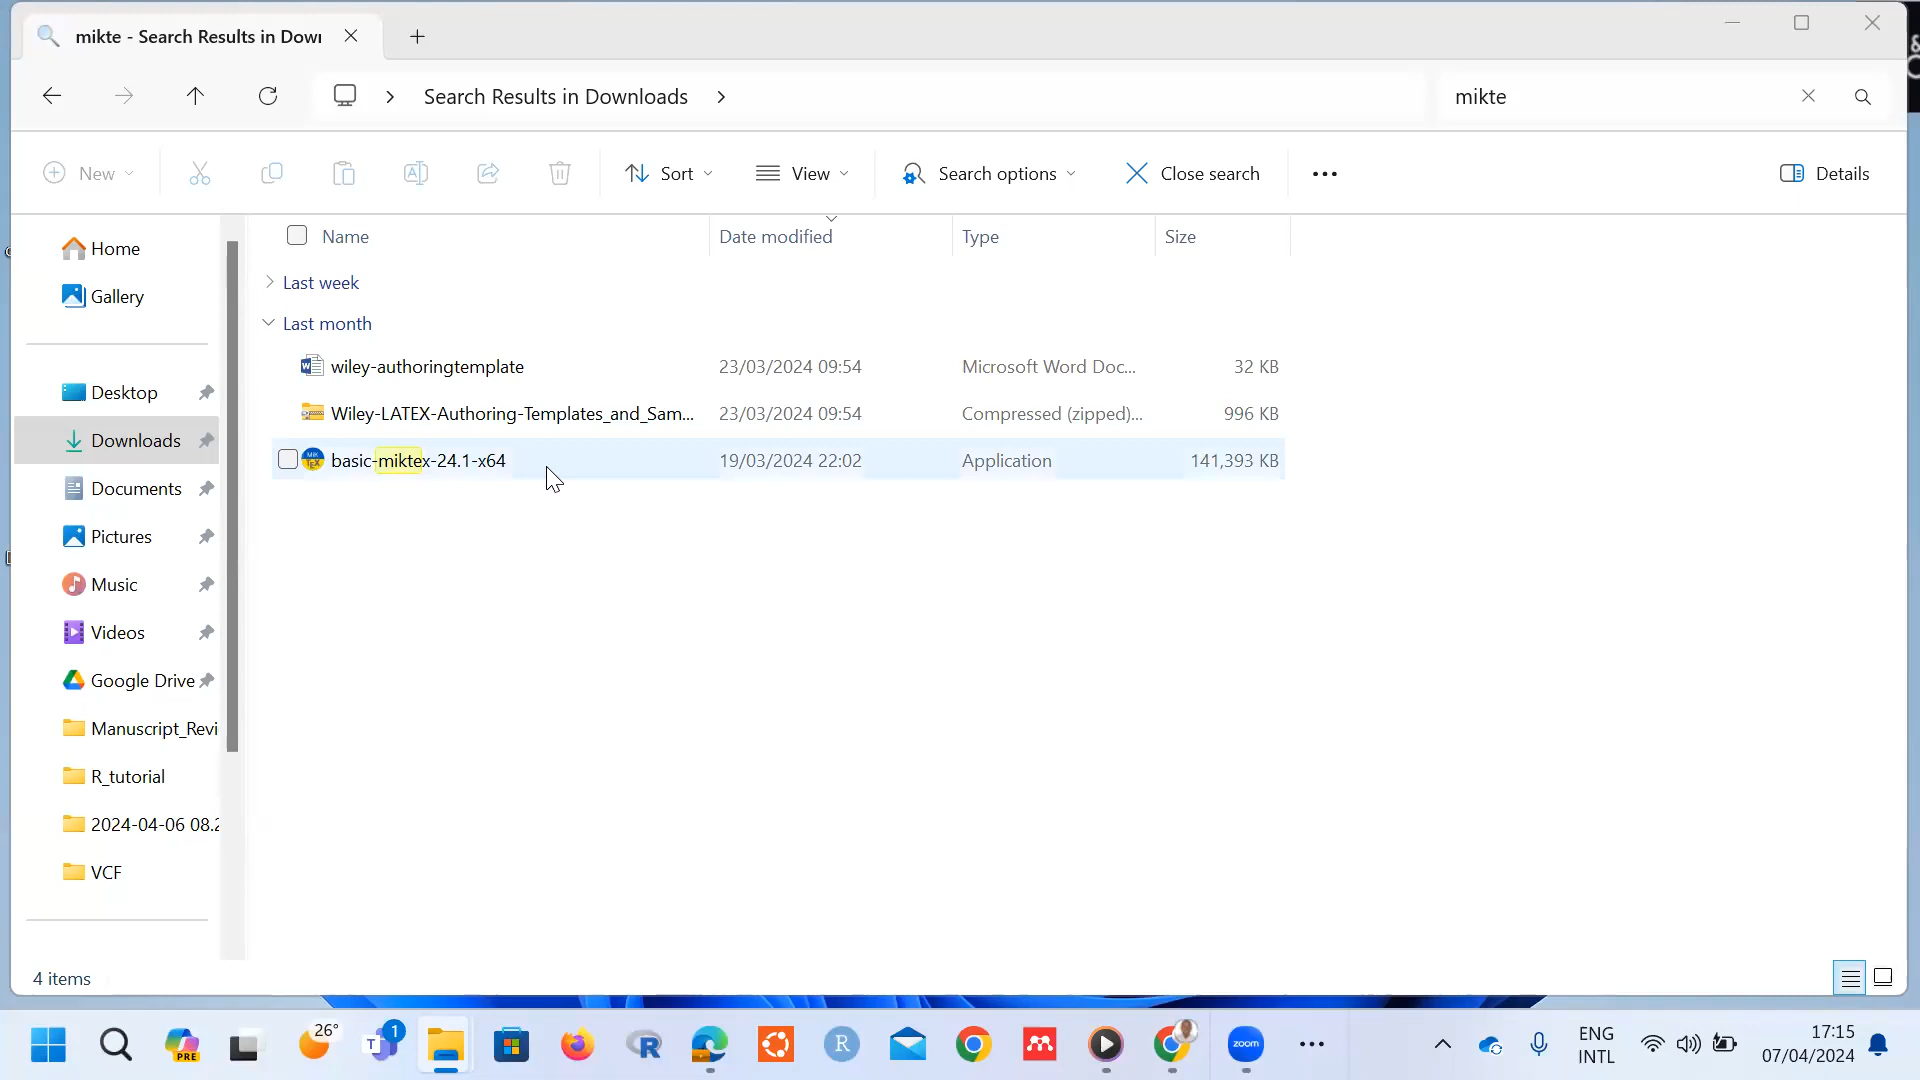 mikte - Search Results in Dowr
Search Results in Downloads
mikte
New
Sort
View
Search options
Close search
Details
Name
Date modified
Type
Size
Last week
Last month
wiley-authoringtemplate 23/03/2024 09:54 Microsoft Word Doc... 32 KB
Wiley-LATEX-Authoring-Templates_and_Sam... 23/03/2024 09:54 Compressed (zipped)... 996 KB
basic-miktex-24.1-x64 19/03/2024 22:02 Application 141,393 KB
Home
Gallery
Desktop
Downloads
Documents
Pictures
Music
Videos
Google Drive
Manuscript_Revi
R_tutorial
2024-04-06 08.2
VCF
4 items
PRE
26°
1
zoom
ENG
INTL
17:15
07/04/2024